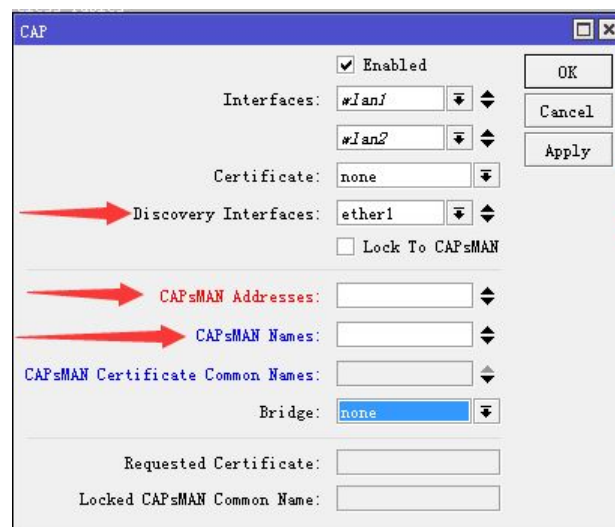 CAP
Enabled
OK
Interfaces: wlan1
Cancel
wlan2
Apply
Certificate: none
Discovery Interfaces: ether1
Lock To CAPsMAN
CAPsMAN Addresses:
CAPsMAN Names:
CAPsMAN Certificate Common Names:
Bridge: none
Requested Certificate:
Locked CAPsMAN Common Name: